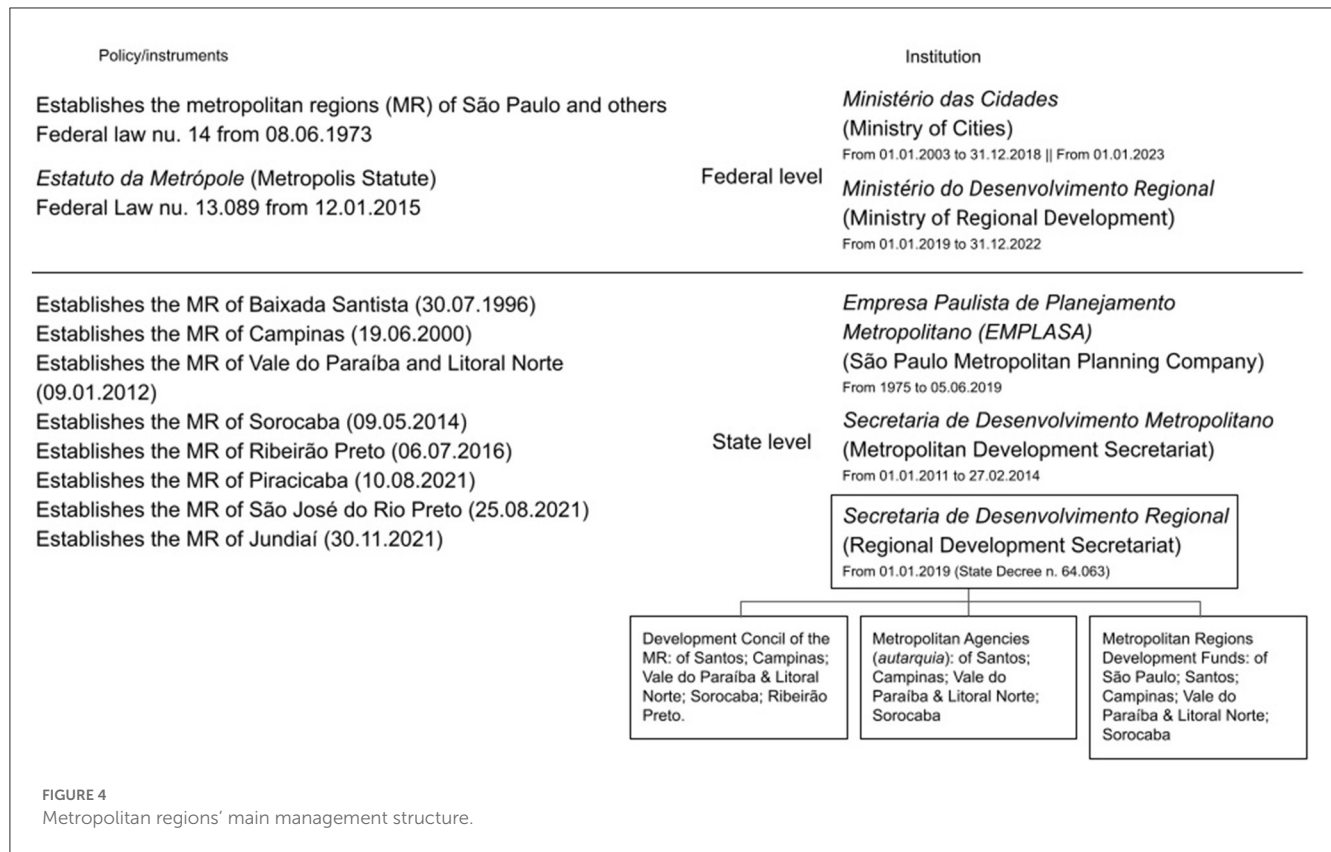 Policy/instruments
Institution
Establishes the metropolitan regions (MR) of São Paulo and others
Federal law nu. 14 from 08.06.1973
Estatuto da Metrópole (Metropolis Statute)
Federal Law nu. 13.089 from 12.01.2015
Federal level
Ministério das Cidades
(Ministry of Cities)
From 01.01.2003 to 31.12.2018 || From 01.01.2023
Ministério do Desenvolvimento Regional
(Ministry of Regional Development)
From 01.01.2019 to 31.12.2022
Establishes the MR of Baixada Santista (30.07.1996)
Establishes the MR of Campinas (19.06.2000)
Establishes the MR of Vale do Paraíba and Litoral Norte
(09.01.2012)
Establishes the MR of Sorocaba (09.05.2014)
Establishes the MR of Ribeirão Preto (06.07.2016)
Establishes the MR of Piracicaba (10.08.2021)
Establishes the MR of São José do Rio Preto (25.08.2021)
Establishes the MR of Jundiaí (30.11.2021)
State level
Empresa Paulista de Planejamento
Metropolitano (EMPLASA)
(São Paulo Metropolitan Planning Company)
From 1975 to 05.06.2019
Secretaria de Desenvolvimento Metropolitano
(Metropolitan Development Secretariat)
From 01.01.2011 to 27.02.2014
Secretaria de Desenvolvimento Regional
(Regional Development Secretariat)
From 01.01.2019 (State Decree n. 64.063)
Development Concil of the
MR: of Santos; Campinas;
Vale do Paraíba & Litoral
Norte; Sorocaba; Ribeirão
Preto.
Metropolitan Agencies
(autarquia): of Santos;
Campinas; Vale do
Paraíba & Litoral Norte;
Sorocaba
Metropolitan Regions
Development Funds: of
São Paulo; Santos;
Campinas; Vale do
Paraíba & Litoral Norte;
Sorocaba
FIGURE 4
Metropolitan regions' main management structure.